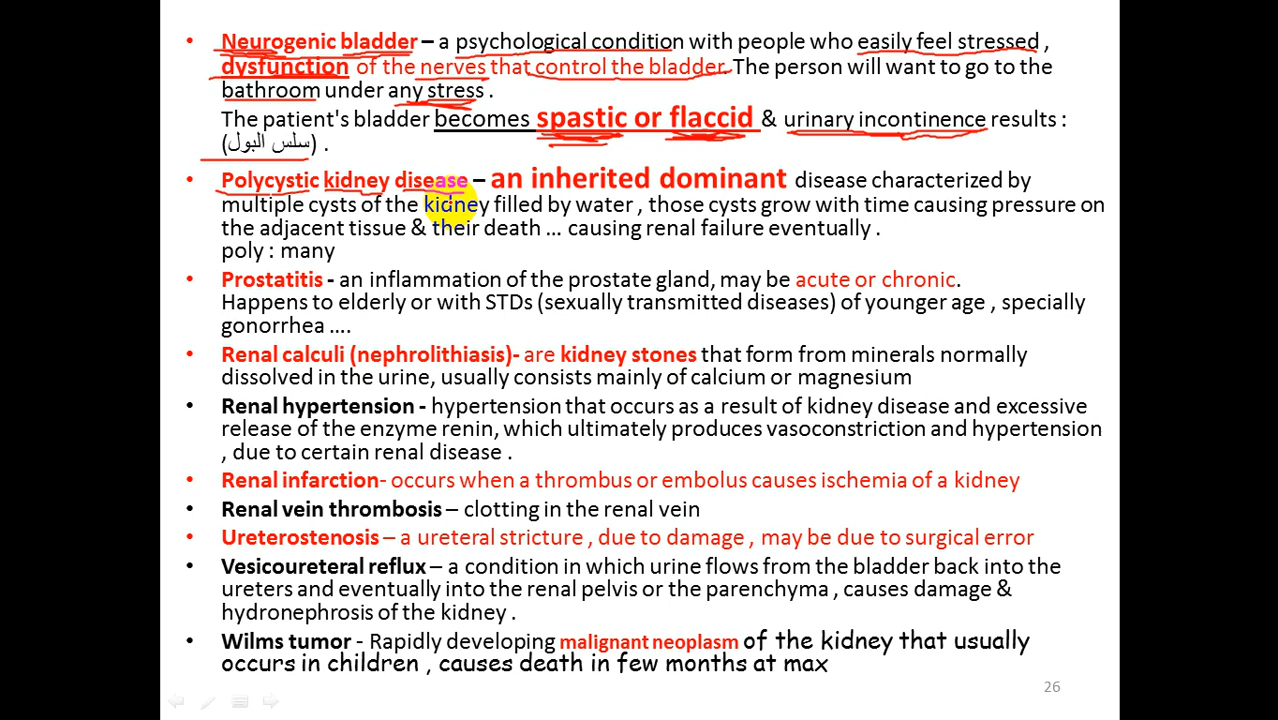 • Neurogenic bladder – a psychological condition with people who easily feel stressed ,
dysfunction of the nerves that control the bladder. The person will want to go to the
bathroom under any stress .
The patient's bladder becomes spastic or flaccid & urinary incontinence results :
(سلس البول) .
• Polycystic kidney disease – an inherited dominant disease characterized by
multiple cysts of the kidney filled by water , those cysts grow with time causing pressure on
the adjacent tissue & their death ... causing renal failure eventually .
poly : many
• Prostatitis - an inflammation of the prostate gland, may be acute or chronic.
Happens to elderly or with STDs (sexually transmitted diseases) of younger age , specially
gonorrhea ....
• Renal calculi (nephrolithiasis)- are kidney stones that form from minerals normally
dissolved in the urine, usually consists mainly of calcium or magnesium
• Renal hypertension - hypertension that occurs as a result of kidney disease and excessive
release of the enzyme renin, which ultimately produces vasoconstriction and hypertension
, due to certain renal disease .
• Renal infarction- occurs when a thrombus or embolus causes ischemia of a kidney
• Renal vein thrombosis – clotting in the renal vein
• Ureterostenosis – a ureteral stricture , due to damage , may be due to surgical error
• Vesicoureteral reflux – a condition in which urine flows from the bladder back into the
ureters and eventually into the renal pelvis or the parenchyma , causes damage &
hydronephrosis of the kidney .
• Wilms tumor - Rapidly developing malignant neoplasm of the kidney that usually
occurs in children , causes death in few months at max
26